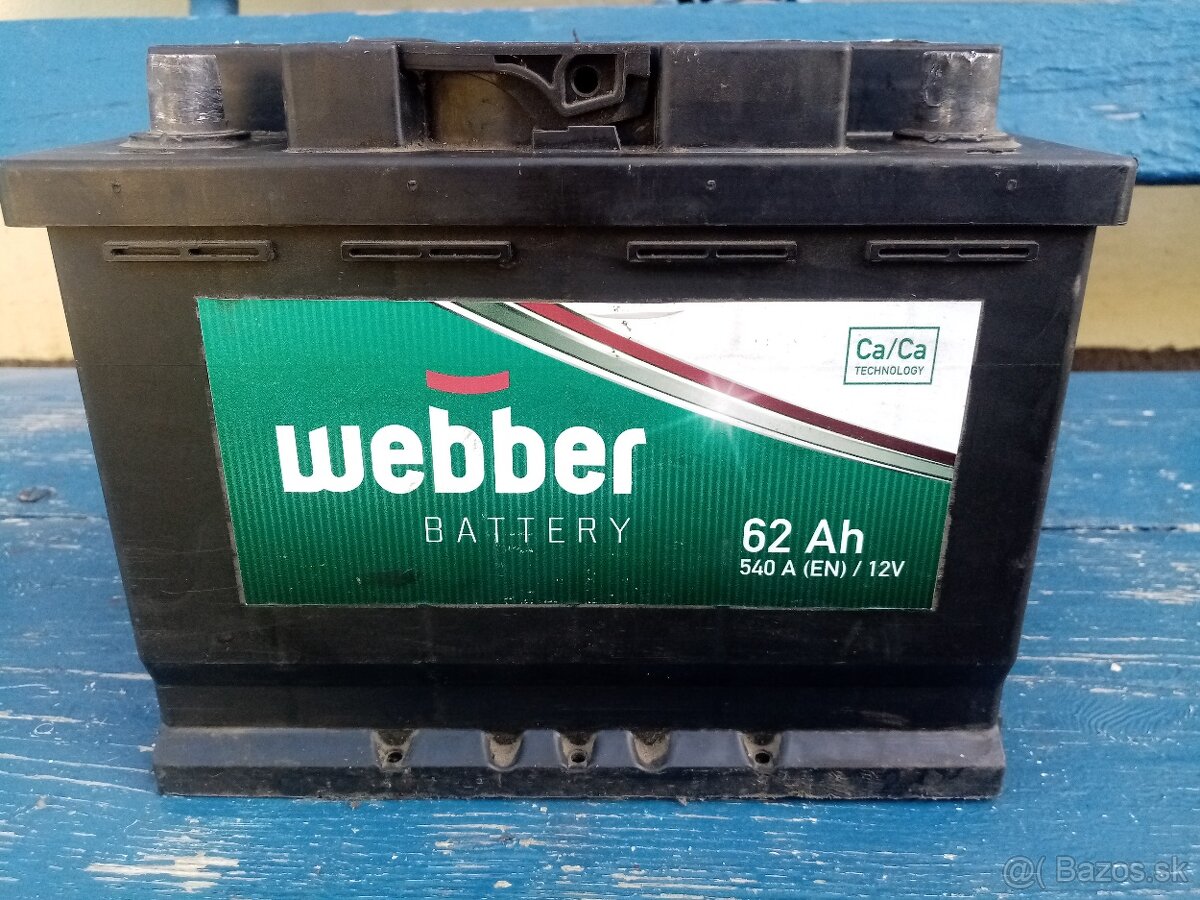 Ca/Ca
TECHNOLOGY
webber
BATTERY
62 Ah
540 A (EN) / 12V
@( Bazos.sk